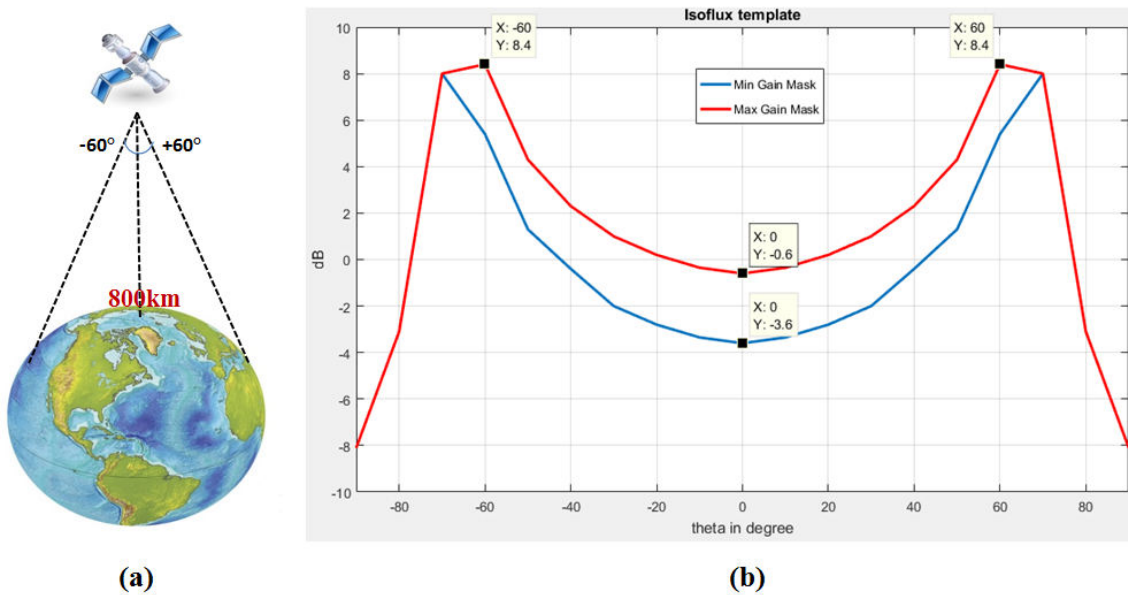 -60°
+60°
800km
(a)
Isoflux template
X: -60
Y: 8.4
X: 60
Y: 8.4
Min Gain Mask
Max Gain Mask
X: 0
Y: -0.6
X: 0
Y: -3.6
10
8
6
4
2
0
-2
-4
-6
-8
-10
dB
-80
-60
-40
-20
0
20
40
60
80
theta in degree
(b)